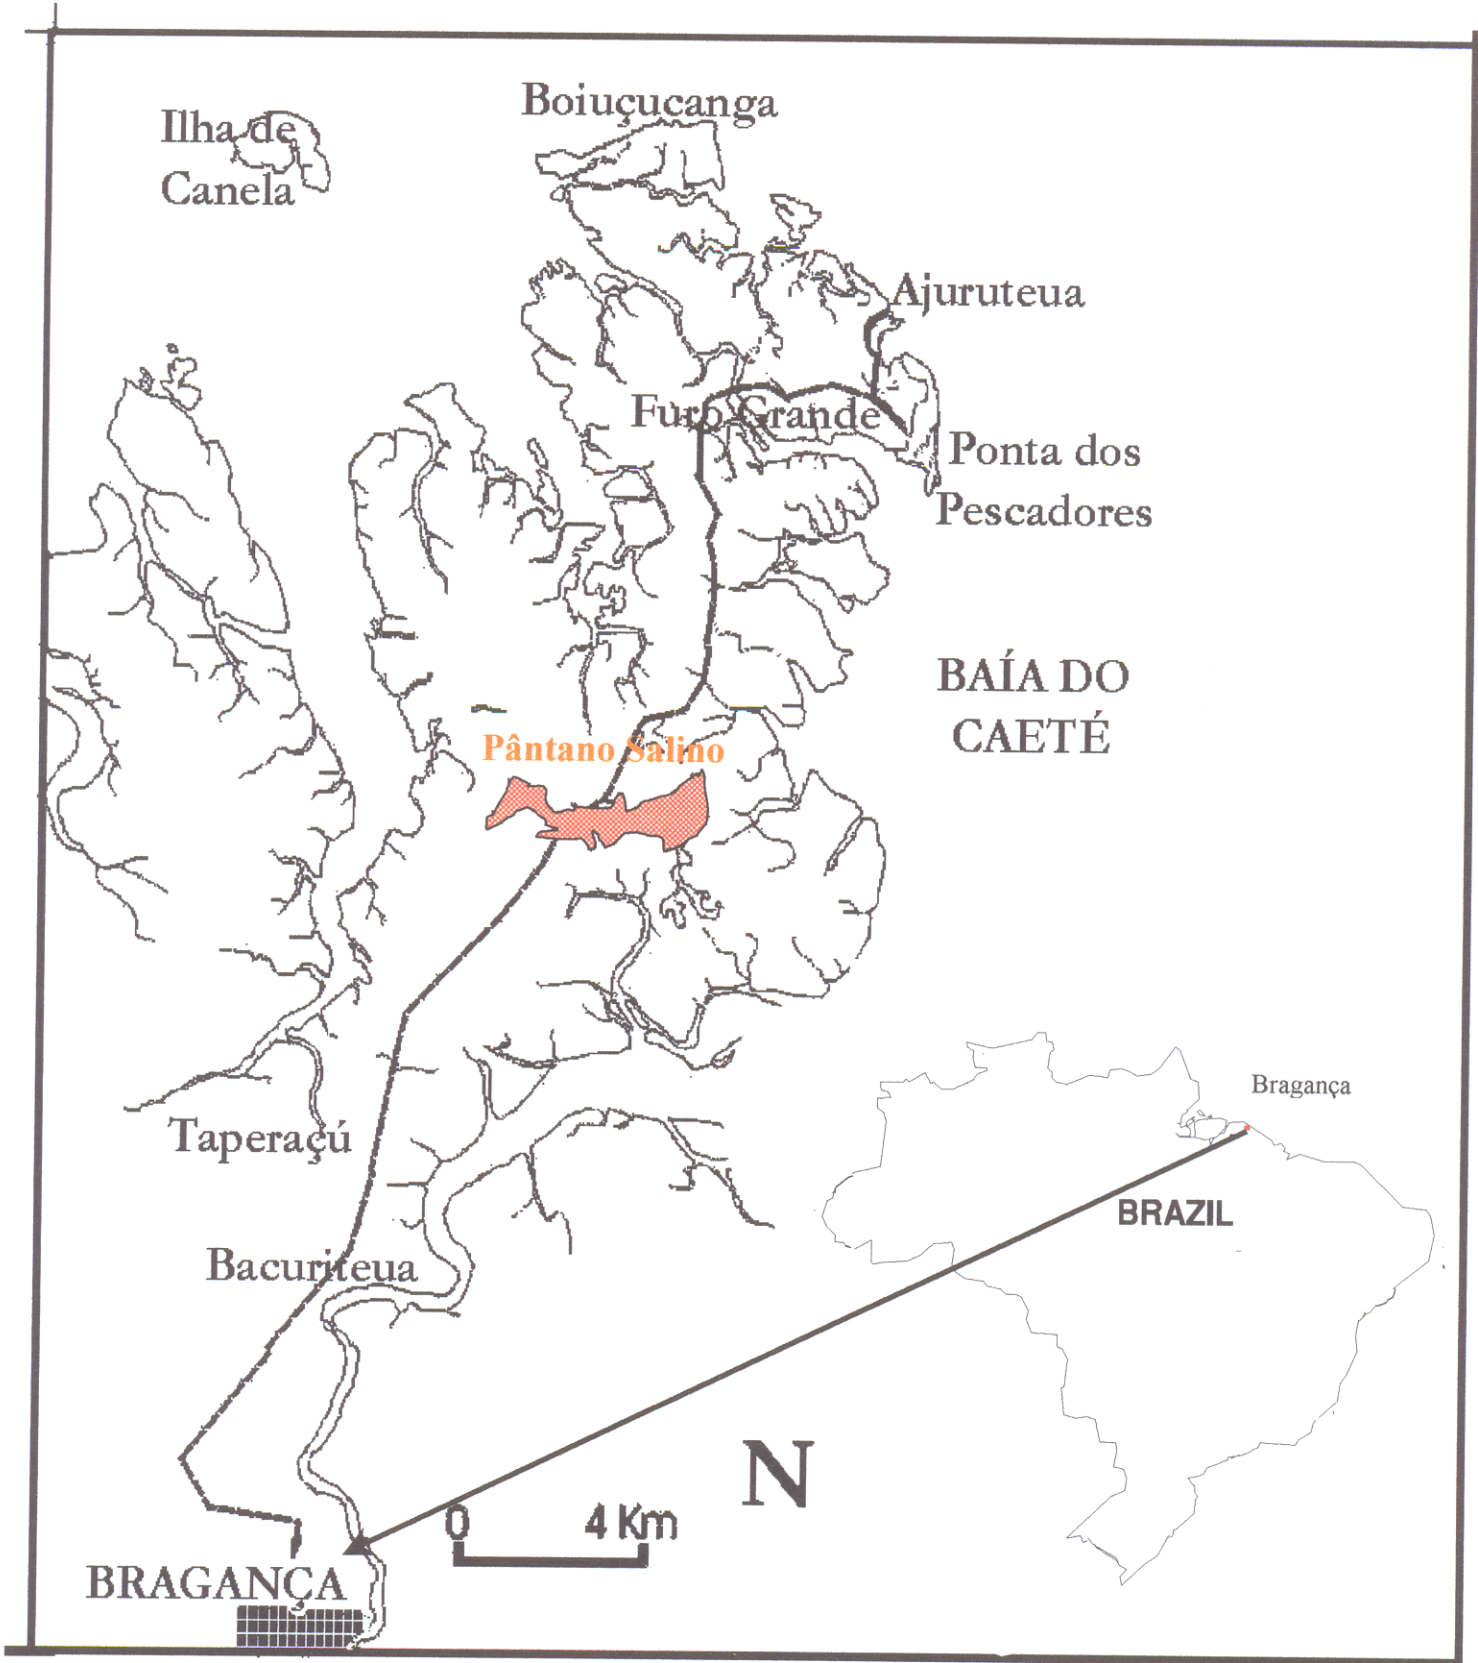 Boiuçucanga
Ilha de
Canela
Ajuruteua
Furo Grande
Ponta dos
Pescadores
BAÍA DO
CAETÉ
Pântano Salino
Bragança
Taperaçú
BRAZIL
Bacuriteua
N
0 4 Km
BRAGANÇA